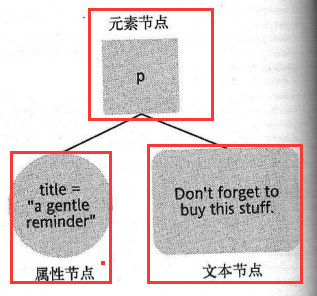 元素节点
p
title =
"a gentle
reminder"
Don't forget to
buy this stuff.
属性节点
文本节点